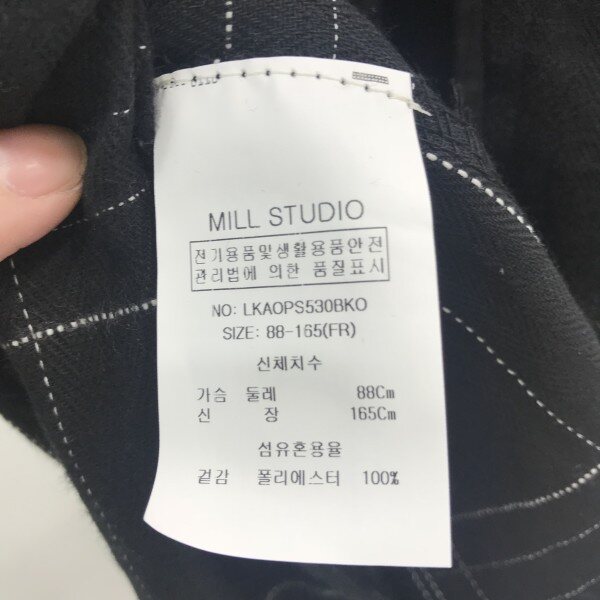 MILL STUDIO
전기용품및생활용품안전
관리법에 의한 품질표시
NO: LKAOPS530BKO
SIZE: 88-165(FR)
신체치수
가슴 둘레 88Cm
신 장 165Cm
섬유혼용율
겉감 폴리에스터 100%